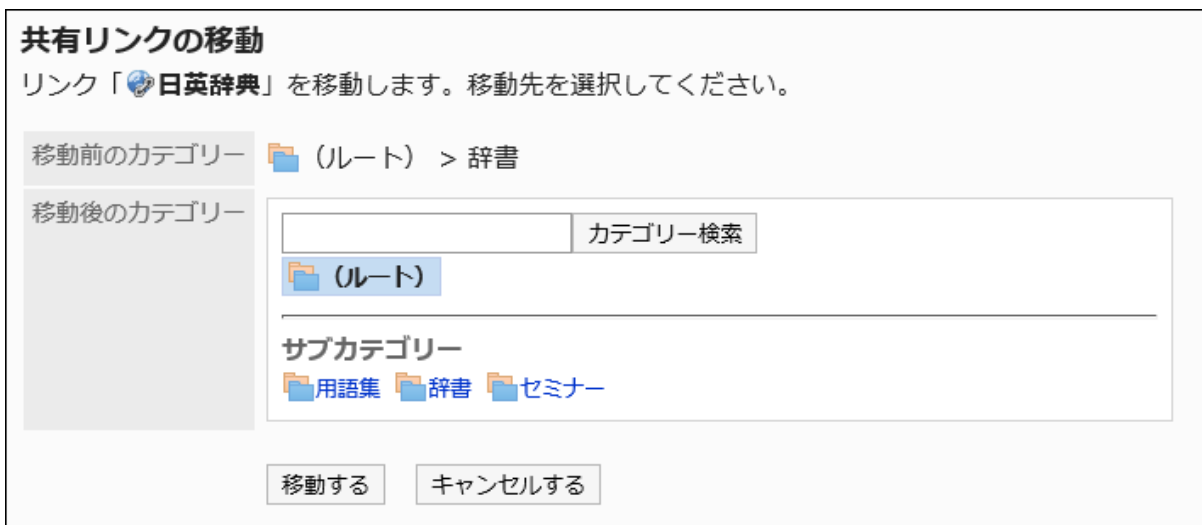 共有リンクの移動
リンク「日英辞典」を移動します。移動先を選択してください。
移動前のカテゴリー (ルート) > 辞書
移動後のカテゴリー
カテゴリー検索
(ルート)
サブカテゴリー
用語集 辞書 セミナー
移動する キャンセルする